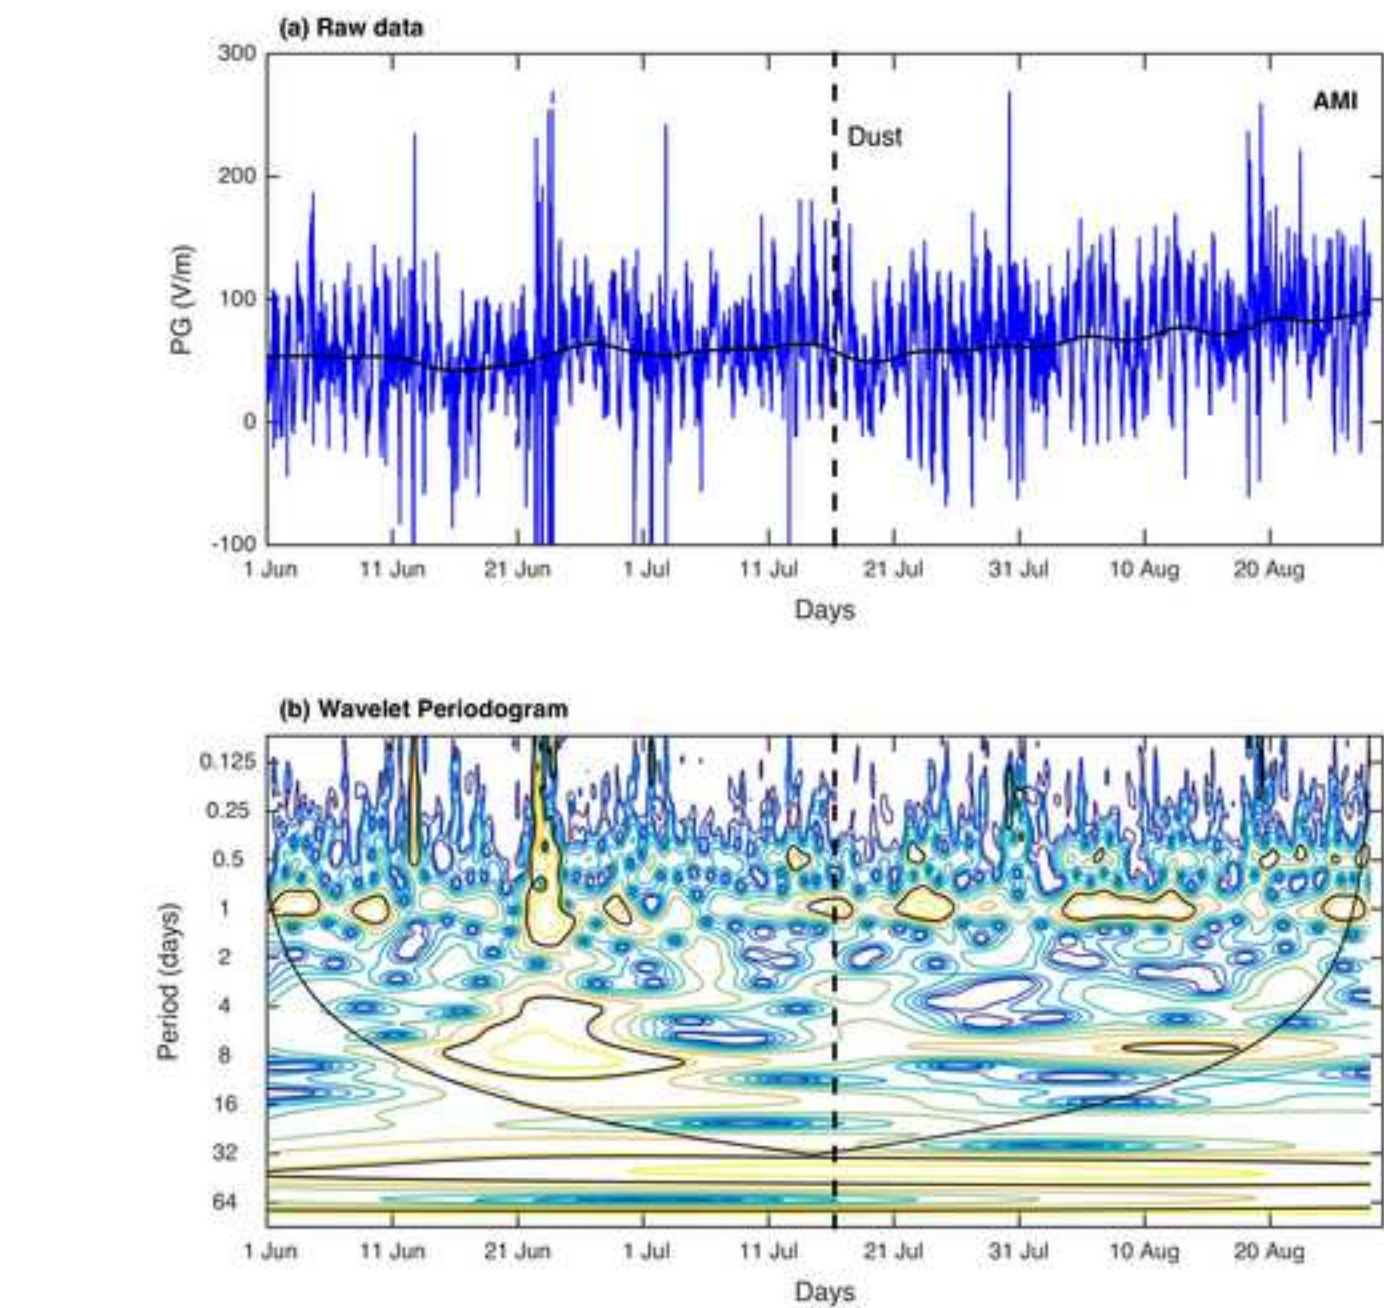 (a) Raw data
300
AMI
Dust
200
PG (V/m)
100
0
-100
1 Jun 11 Jun 21 Jun 1 Jul 11 Jul 21 Jul 31 Jul 10 Aug 20 Aug
Days
(b) Wavelet Periodogram
0.125
0.25
0.5
1
Period (days)
2
4
8
16
32
64
1 Jun 11 Jun 21 Jun 1 Jul 11 Jul 21 Jul 31 Jul 10 Aug 20 Aug
Days